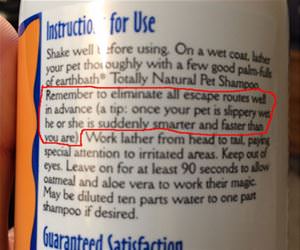 Instructions for Use
Shake well before using. On a wet coat, lather
your pet thoroughly with a few good palm-fulls
of earthbath® Totally Natural Pet Shampoo.
Remember to eliminate all escape routes well
in advance (a tip: once your pet is slippery wet
he or she is suddenly smarter and faster than
you are). Work lather from head to tail, paying
special attention to irritated areas. Keep out of
eyes. Leave on for at least 90 seconds to allow
oatmeal and aloe vera to work their magic.
May be diluted ten parts water to one part
shampoo if desired.
Guaranteed Satisfaction